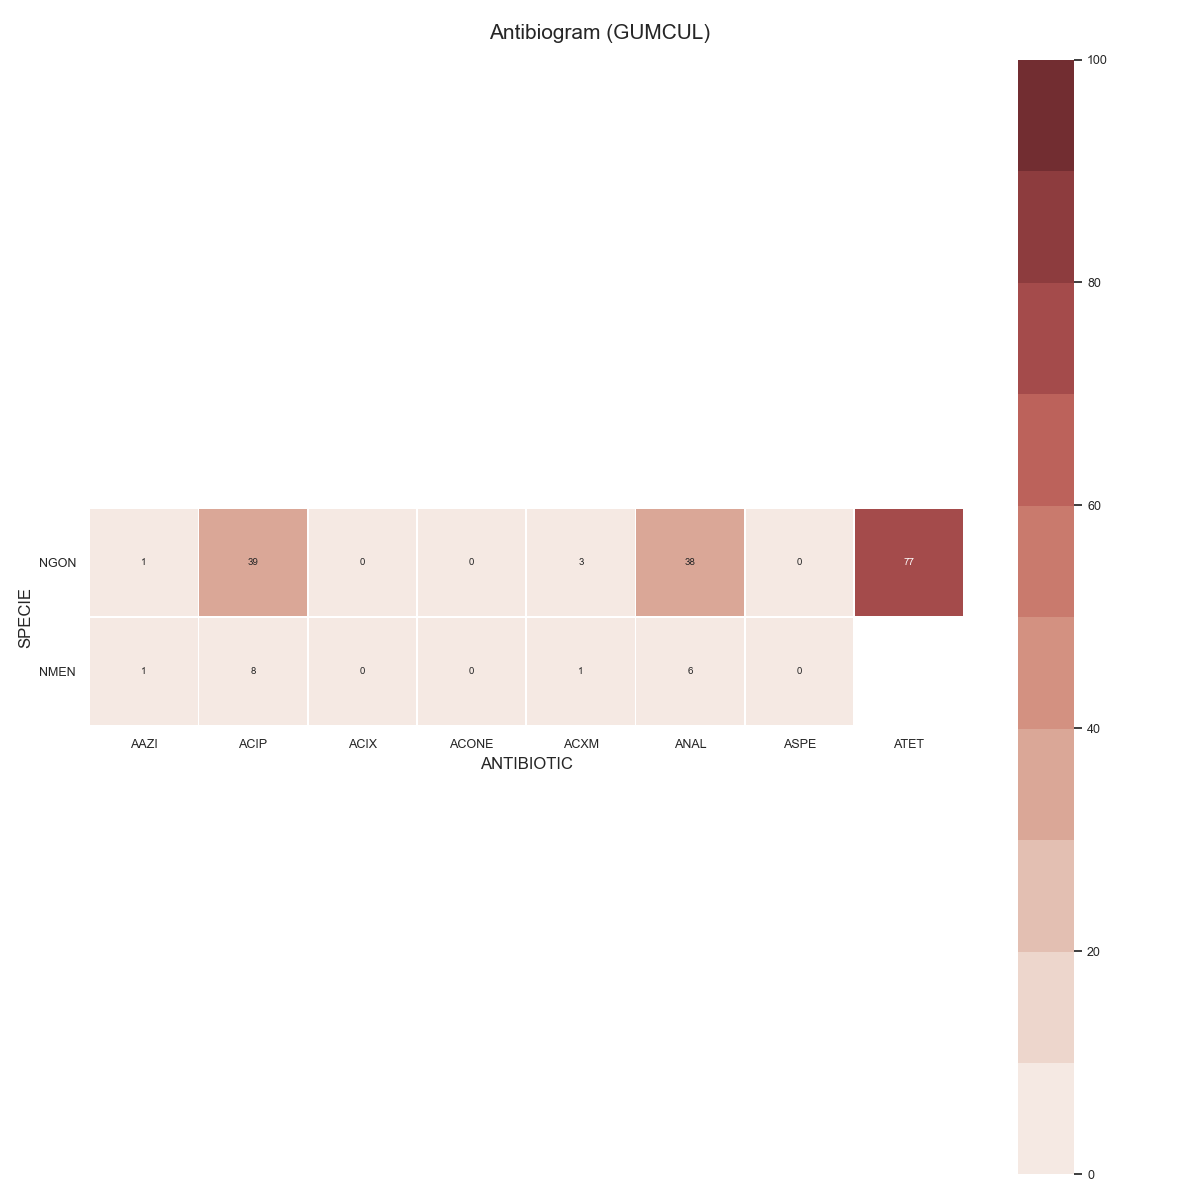 Antibiogram (GUMCUL)
100
80
60
40
20
0
SPECIE
NGON 1 39 0 0 3 38 0 77
NMEN 1 8 0 0 1 6 0
AAZI ACIP ACIX ACONE ACXM ANAL ASPE ATET
ANTIBIOTIC